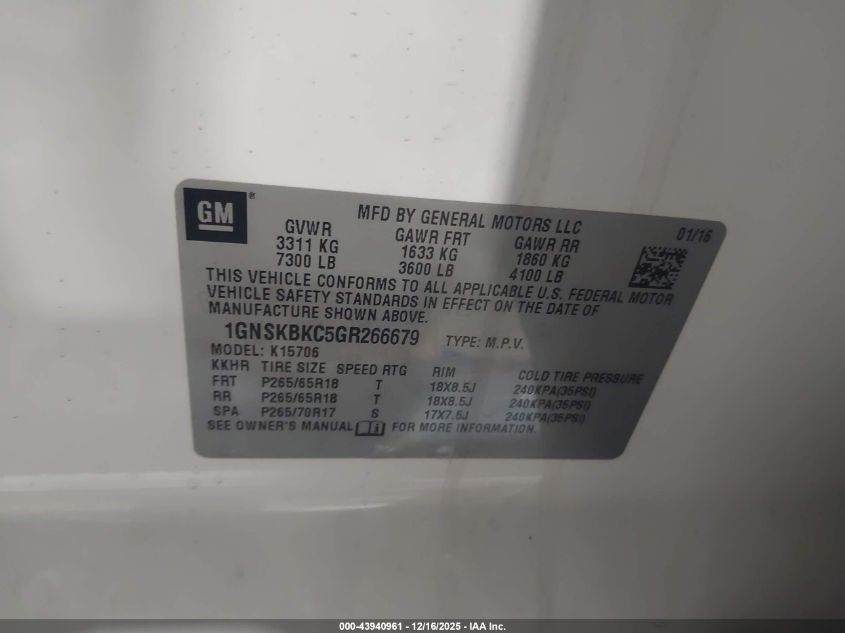 GM®
MFD BY GENERAL MOTORS LLC
01/16
GVWR GAWR FRT GAWR RR
3311 KG 1633 KG 1860 KG
7300 LB 3600 LB 4100 LB
THIS VEHICLE CONFORMS TO ALL APPLICABLE U.S. FEDERAL MOTOR
VEHICLE SAFETY STANDARDS IN EFFECT ON THE DATE OF
MANUFACTURE SHOWN ABOVE.
1GNSKBKC5GR266679 TYPE: M.P.V.
MODEL: K15706
KKHR TIRE SIZE SPEED RTG RIM COLD TIRE PRESSURE
FRT P265/65R18 T 18X8.5J 240KPA(35PSI)
RR P265/65R18 T 18X8.5J 240KPA(35PSI)
SPA P265/70R17 S 17X7.5J 240KPA(35PSI)
SEE OWNER'S MANUAL i FOR MORE INFORMATION.
000-43940961 - 12/16/2025 - IAA Inc.